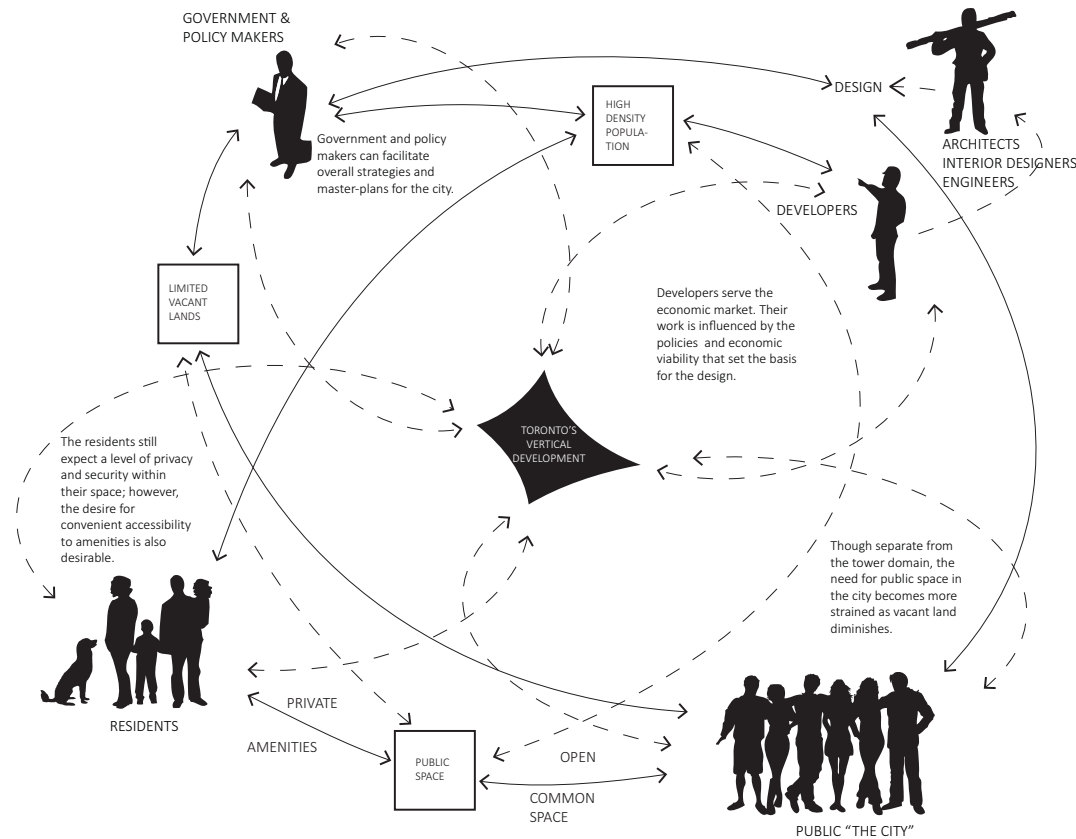 GOVERNMENT &
POLICY MAKERS
Government and policy
makers can facilitate
overall strategies and
master-plans for the city.
HIGH
DENSITY
POPULA-
TION
DESIGN
ARCHITECTS
INTERIOR DESIGNERS
ENGINEERS
DEVELOPERS
LIMITED
VACANT
LANDS
Developers serve the
economic market. Their
work is influenced by the
policies and economic
viability that set the basis
for the design.
TORONTO'S
VERTICAL
DEVELOPMENT
The residents still
expect a level of privacy
and security within
their space; however,
the desire for
convenient accessibility
to amenities is also
desirable.
Though separate from
the tower domain, the
need for public space in
the city becomes more
strained as vacant land
diminishes.
RESIDENTS
PRIVATE
AMENITIES
PUBLIC
SPACE
OPEN
COMMON
SPACE
PUBLIC "THE CITY"